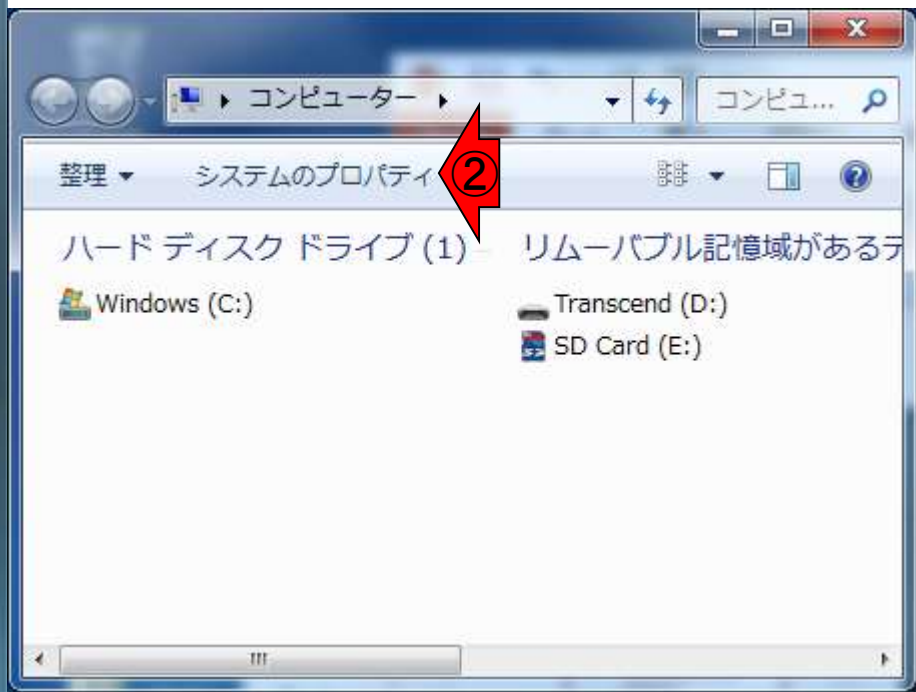 コンピューター
コンピュ...
整理
システムのプロパティ
②
ハード ディスク ドライブ (1)
リムーバブル記憶域があるデ
Windows (C:)
Transcend (D:)
SD Card (E:)